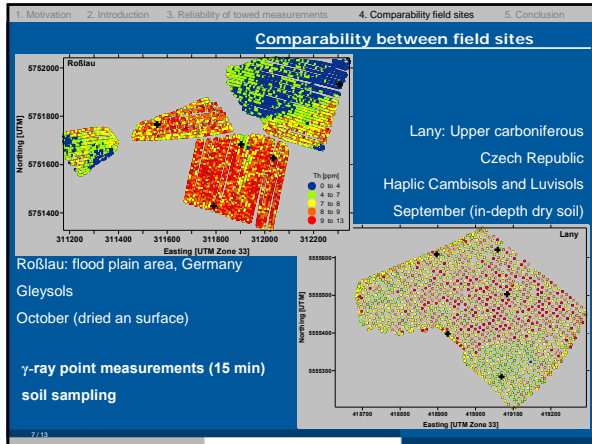 1. Motivation 2. Introduction 3. Reliability of towed measurements 4. Comparability field sites 5. Conclusion
Comparability between field sites
Roßlau
5752000
5751800
5751600
5751400
Northing [UTM]
Th [ppm]
0 to 4
4 to 7
7 to 8
8 to 9
9 to 13
311200 311400 311600 311800 312000 312200
Easting [UTM Zone 33]
Lany: Upper carboniferous
Czech Republic
Haplic Cambisols and Luvisols
September (in-depth dry soil)
Roßlau: flood plain area, Germany
Gleysols
October (dried an surface)
γ-ray point measurements (15 min)
soil sampling
Lany
5555600
5555500
5555400
5555300
Northing [UTM]
418700 418800 418900 419000 419100 419200
Easting [UTM Zone 33]
7 / 13